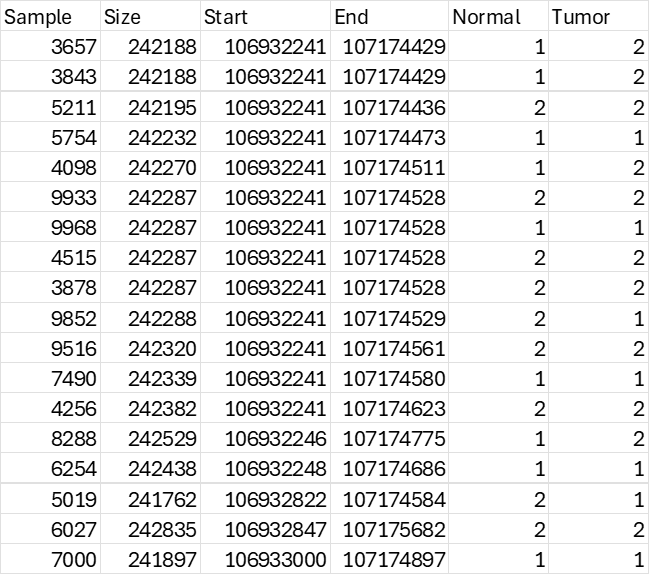 Sample Size Start End Normal Tumor
3657 242188 106932241 107174429 1 2
3843 242188 106932241 107174429 1 2
5211 242195 106932241 107174436 2 2
5754 242232 106932241 107174473 1 1
4098 242270 106932241 107174511 1 2
9933 242287 106932241 107174528 2 2
9968 242287 106932241 107174528 1 1
4515 242287 106932241 107174528 2 2
3878 242287 106932241 107174528 2 2
9852 242288 106932241 107174529 2 1
9516 242320 106932241 107174561 2 2
7490 242339 106932241 107174580 1 1
4256 242382 106932241 107174623 2 2
8288 242529 106932246 107174775 1 2
6254 242438 106932248 107174686 1 1
5019 241762 106932822 107174584 2 1
6027 242835 106932847 107175682 2 2
7000 241897 106933000 107174897 1 1